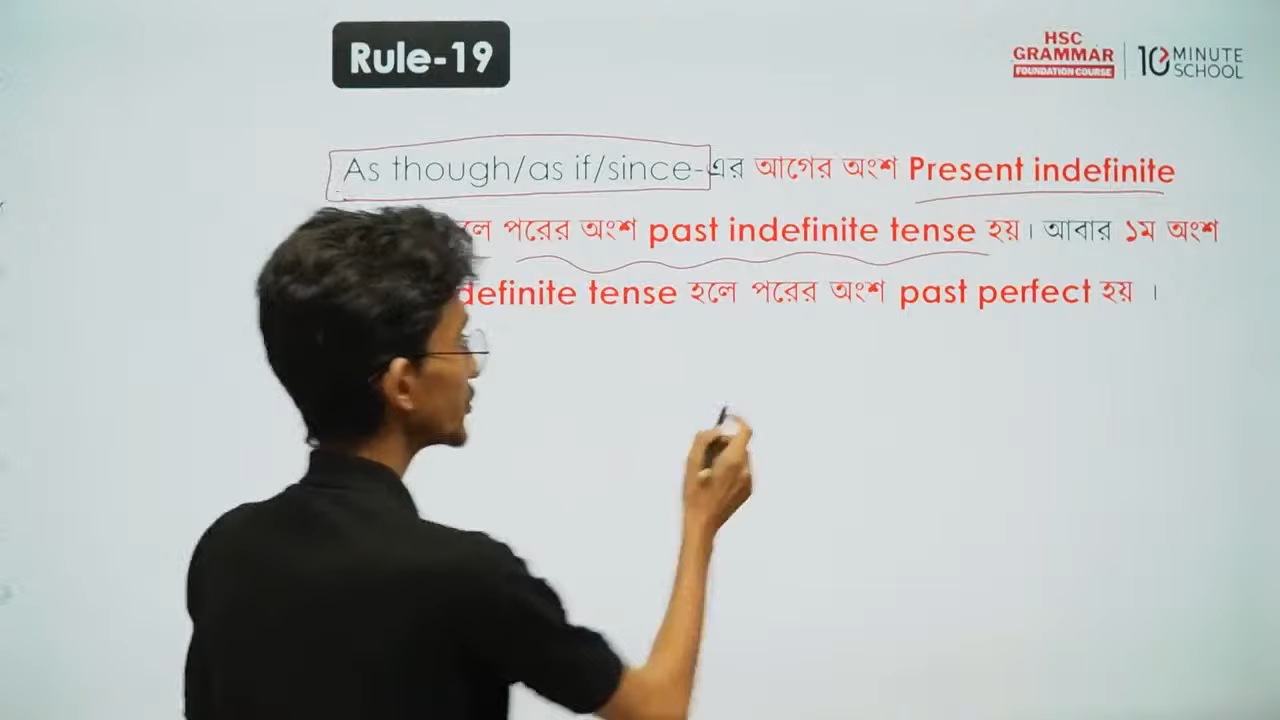 Rule-19
HSC
GRAMMAR
FOUNDATION COURSE
10 MINUTE
SCHOOL
As though/as if/since-এর আগের অংশ Present indefinite
পরের অংশ past indefinite tense হয়। আবার ১ম অংশ
tense হলে পরের অংশ past perfect হয় ।